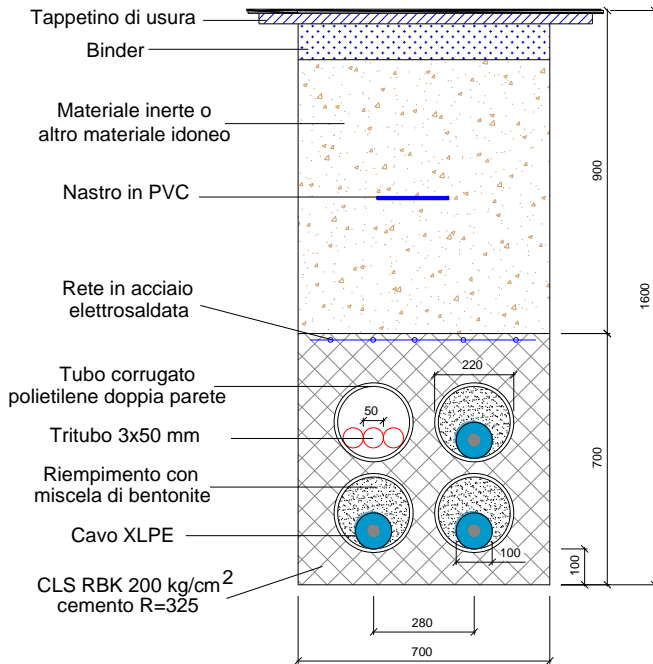 Tappetino di usura
Binder
Materiale inerte o
altro materiale idoneo
Nastro in PVC
Rete in acciaio
elettrosaldata
Tubo corrugato
polietilene doppia parete
Tritubo 3x50 mm
Riempimento con
miscela di bentonite
Cavo XLPE
CLS RBK 200 kg/cm²
cemento R=325
50
220
100
100
280
700
900
700
1600